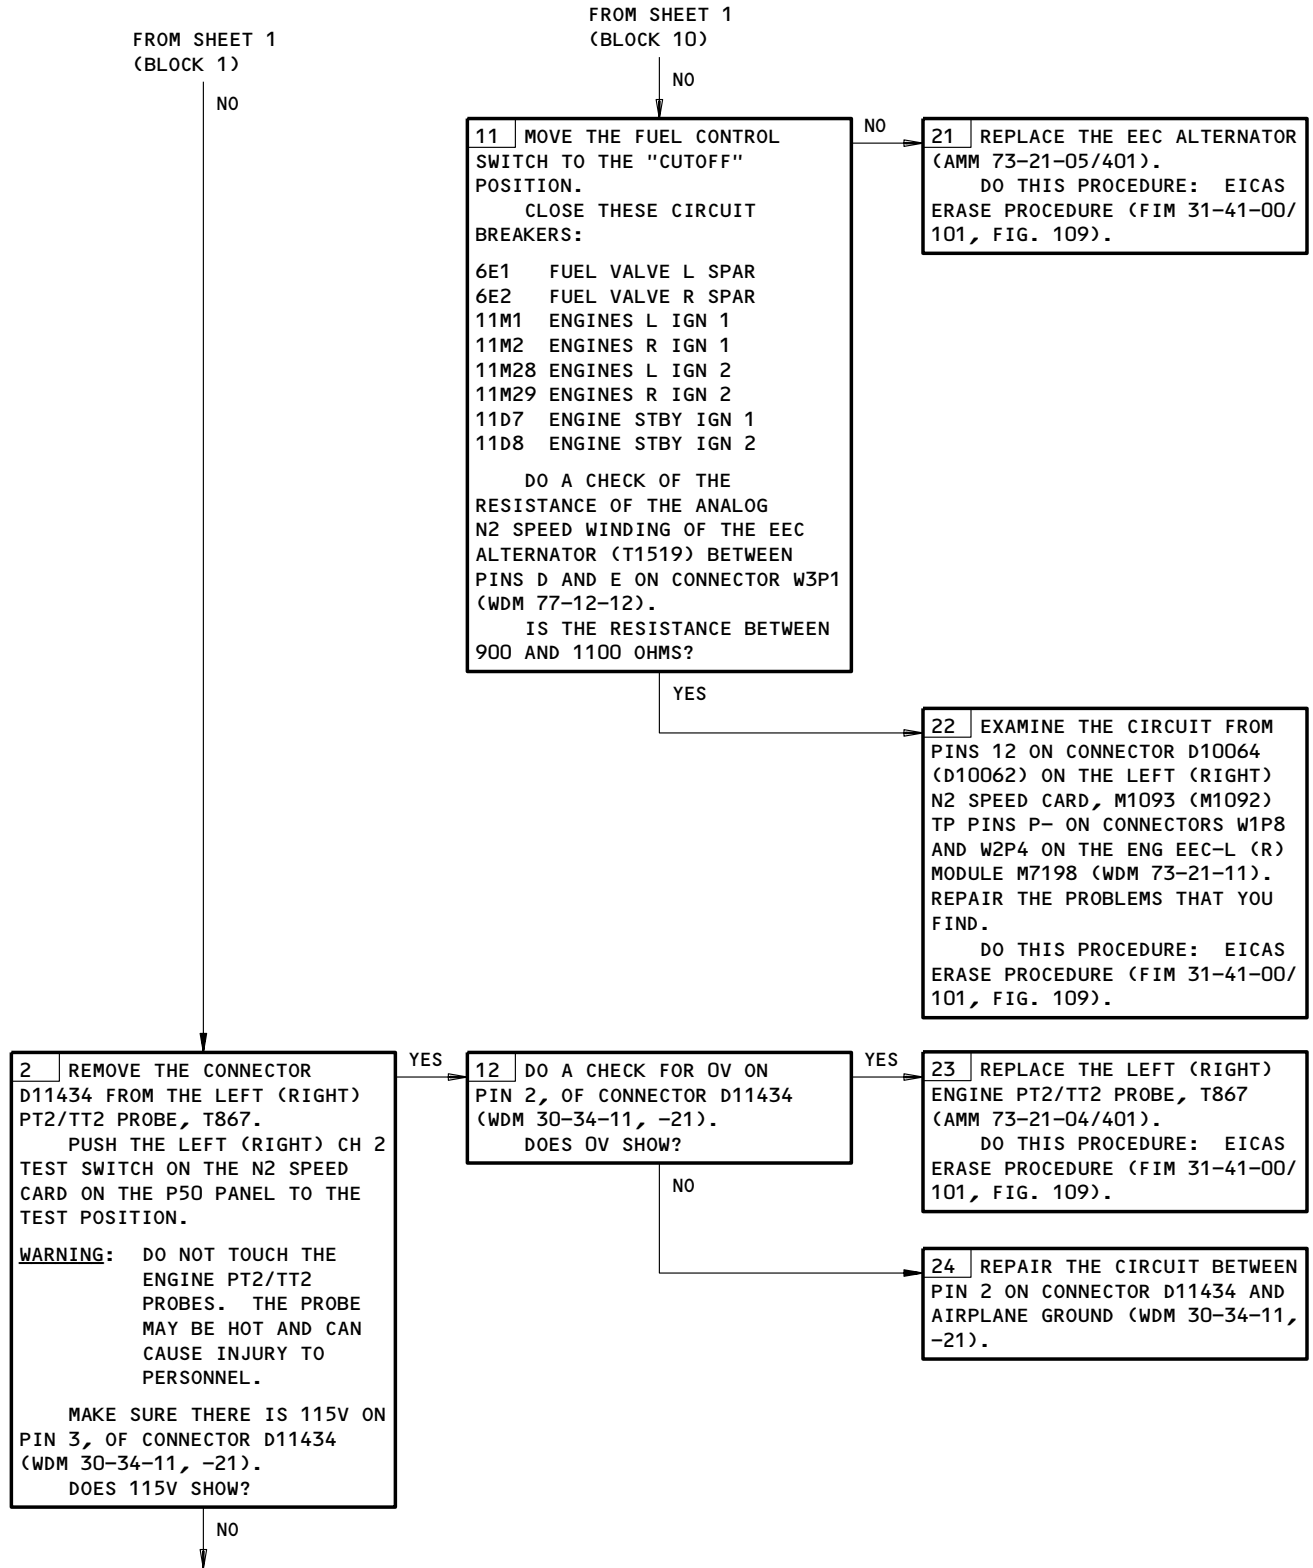 FROM SHEET 1
(BLOCK 1)
NO
FROM SHEET 1
(BLOCK 10)
NO
11 MOVE THE FUEL CONTROL
SWITCH TO THE "CUTOFF"
POSITION.
CLOSE THESE CIRCUIT
BREAKERS:
6E1 FUEL VALVE L SPAR
6E2 FUEL VALVE R SPAR
11M1 ENGINES L IGN 1
11M2 ENGINES R IGN 1
11M28 ENGINES L IGN 2
11M29 ENGINES R IGN 2
11D7 ENGINE STBY IGN 1
11D8 ENGINE STBY IGN 2
DO A CHECK OF THE
RESISTANCE OF THE ANALOG
N2 SPEED WINDING OF THE EEC
ALTERNATOR (T1519) BETWEEN
PINS D AND E ON CONNECTOR W3P1
(WDM 77-12-12).
IS THE RESISTANCE BETWEEN
900 AND 1100 OHMS?
NO
21 REPLACE THE EEC ALTERNATOR
(AMM 73-21-05/401).
DO THIS PROCEDURE: EICAS
ERASE PROCEDURE (FIM 31-41-00/
101, FIG. 109).
YES
22 EXAMINE THE CIRCUIT FROM
PINS 12 ON CONNECTOR D10064
(D10062) ON THE LEFT (RIGHT)
N2 SPEED CARD, M1093 (M1092)
TP PINS P- ON CONNECTORS W1P8
AND W2P4 ON THE ENG EEC-L (R)
MODULE M7198 (WDM 73-21-11).
REPAIR THE PROBLEMS THAT YOU
FIND.
DO THIS PROCEDURE: EICAS
ERASE PROCEDURE (FIM 31-41-00/
101, FIG. 109).
2 REMOVE THE CONNECTOR
D11434 FROM THE LEFT (RIGHT)
PT2/TT2 PROBE, T867.
PUSH THE LEFT (RIGHT) CH 2
TEST SWITCH ON THE N2 SPEED
CARD ON THE P50 PANEL TO THE
TEST POSITION.
WARNING: DO NOT TOUCH THE
ENGINE PT2/TT2
PROBES. THE PROBE
MAY BE HOT AND CAN
CAUSE INJURY TO
PERSONNEL.
MAKE SURE THERE IS 115V ON
PIN 3, OF CONNECTOR D11434
(WDM 30-34-11, -21).
DOES 115V SHOW?
YES
12 DO A CHECK FOR 0V ON
PIN 2, OF CONNECTOR D11434
(WDM 30-34-11, -21).
DOES 0V SHOW?
YES
23 REPLACE THE LEFT (RIGHT)
ENGINE PT2/TT2 PROBE, T867
(AMM 73-21-04/401).
DO THIS PROCEDURE: EICAS
ERASE PROCEDURE (FIM 31-41-00/
101, FIG. 109).
NO
24 REPAIR THE CIRCUIT BETWEEN
PIN 2 ON CONNECTOR D11434 AND
AIRPLANE GROUND (WDM 30-34-11,
-21).
NO